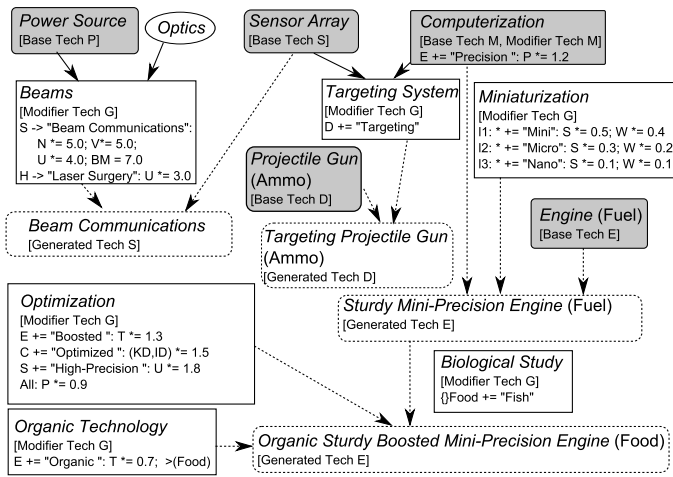 Power Source
[Base Tech P]
Optics
Sensor Array
[Base Tech S]
Computerization
[Base Tech M, Modifier Tech M]
E += "Precision ": P *= 1.2
Beams
[Modifier Tech G]
S -> "Beam Communications":
N *= 5.0; V*= 5.0;
U *= 4.0; BM = 7.0
H -> "Laser Surgery": U *= 3.0
Targeting System
[Modifier Tech G]
D += "Targeting"
Miniaturization
[Modifier Tech G]
I1: * += "Mini": S *= 0.5; W *= 0.4
I2: * += "Micro": S *= 0.3; W *= 0.2
I3: * += "Nano": S *= 0.1; W *= 0.1
Projectile Gun
(Ammo)
[Base Tech D]
Engine (Fuel)
[Base Tech E]
Beam Communications
[Generated Tech S]
Targeting Projectile Gun
(Ammo)
[Generated Tech D]
Optimization
[Modifier Tech G]
E += "Boosted ": T *= 1.3
C += "Optimized ": (KD,ID) *= 1.5
S += "High-Precision ": U *= 1.8
All: P *= 0.9
Sturdy Mini-Precision Engine (Fuel)
[Generated Tech E]
Biological Study
[Modifier Tech G]
{}Food += "Fish"
Organic Technology
[Modifier Tech G]
E += "Organic ": T *= 0.7; >(Food)
Organic Sturdy Boosted Mini-Precision Engine (Food)
[Generated Tech E]